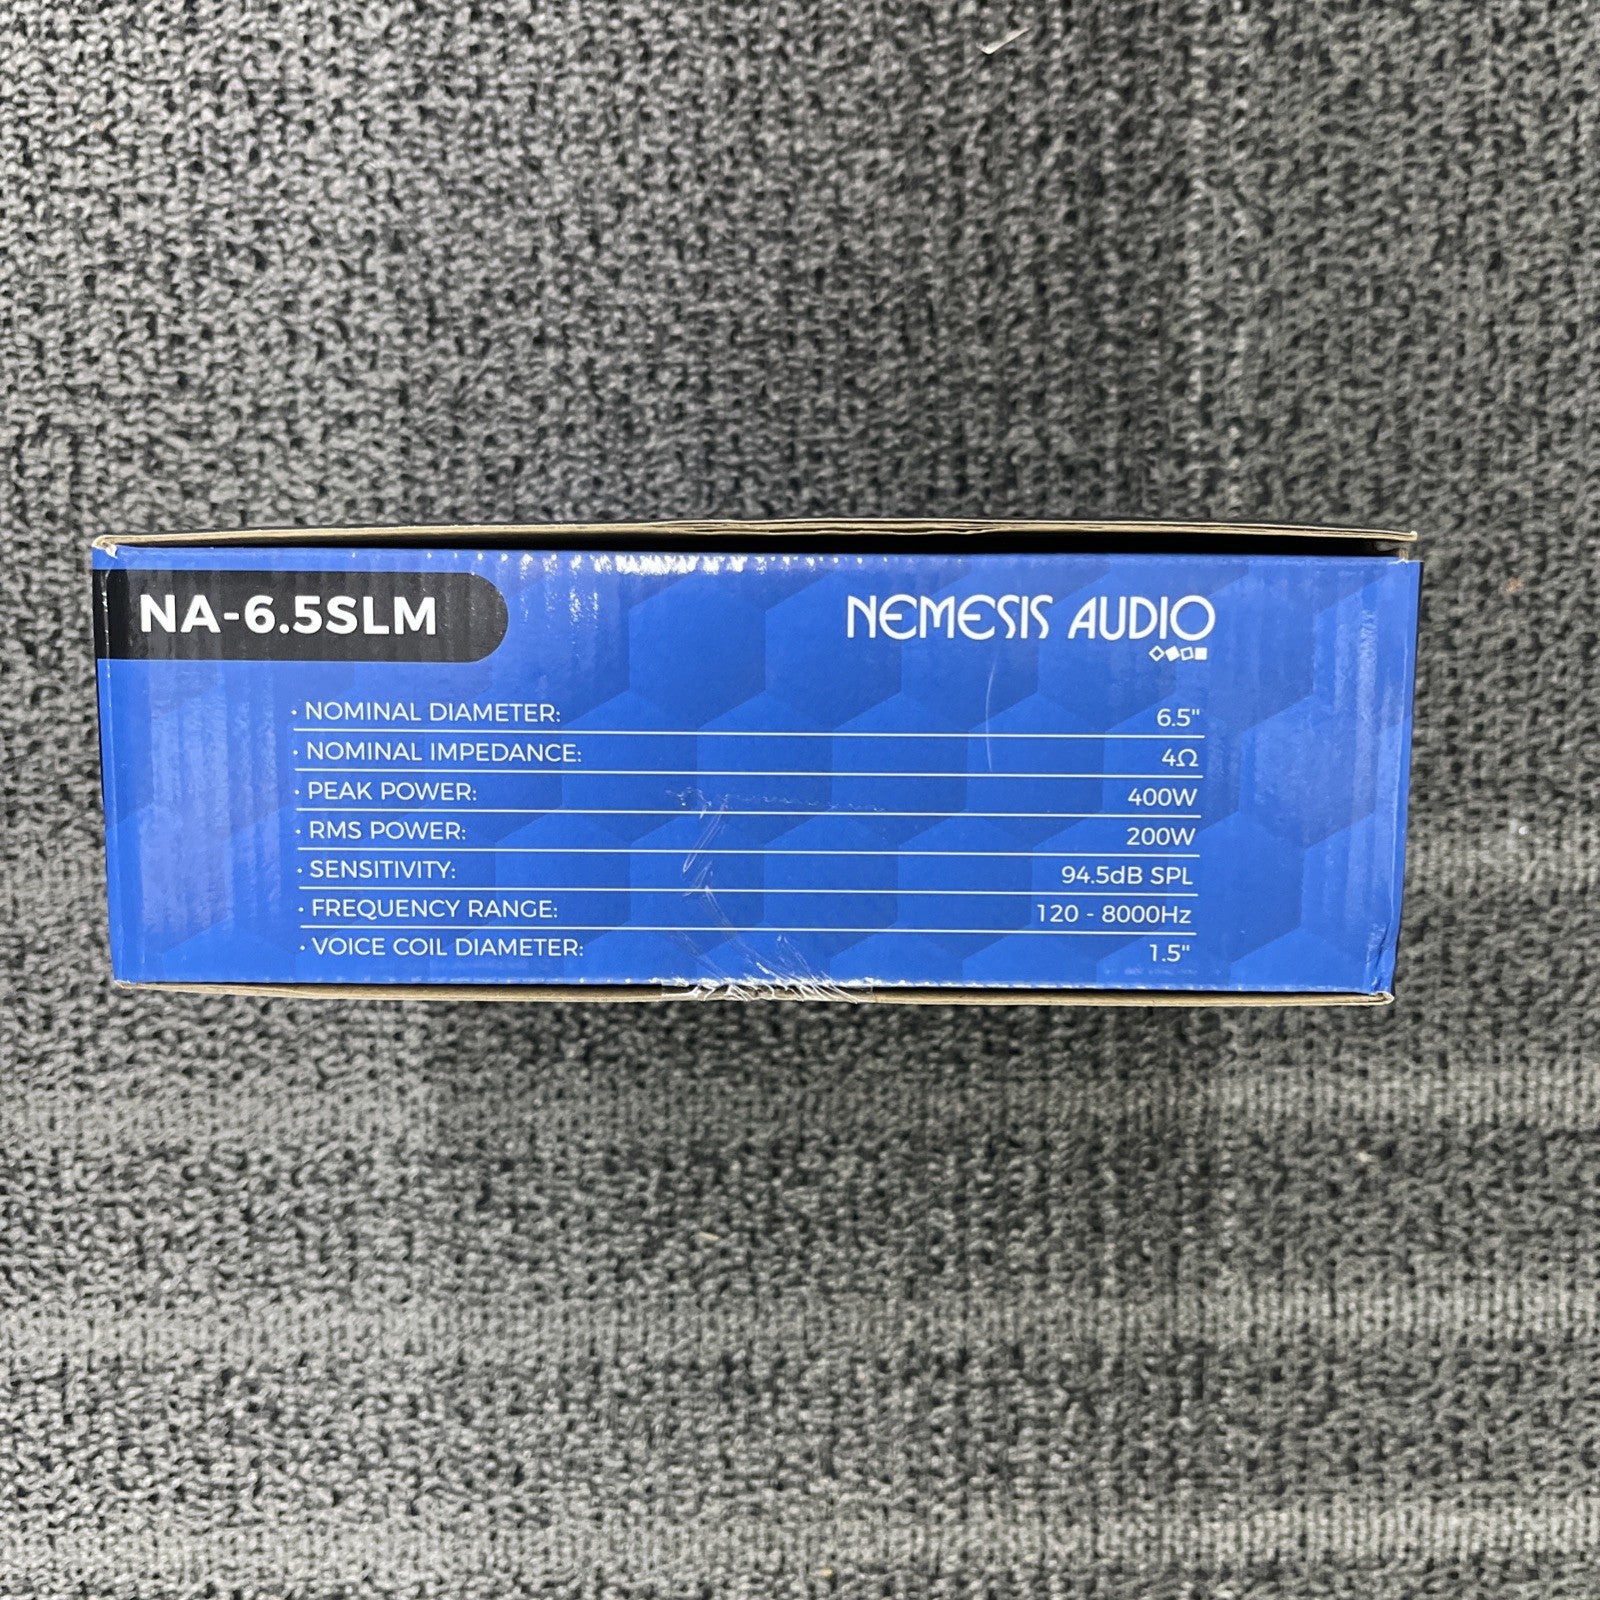 NA-6.5SLM
NEMESIS AUDIO
• NOMINAL DIAMETER: 6.5"
• NOMINAL IMPEDANCE: 4Ω
• PEAK POWER: 400W
• RMS POWER: 200W
• SENSITIVITY: 94.5dB SPL
• FREQUENCY RANGE: 120 - 8000Hz
• VOICE COIL DIAMETER: 1.5"